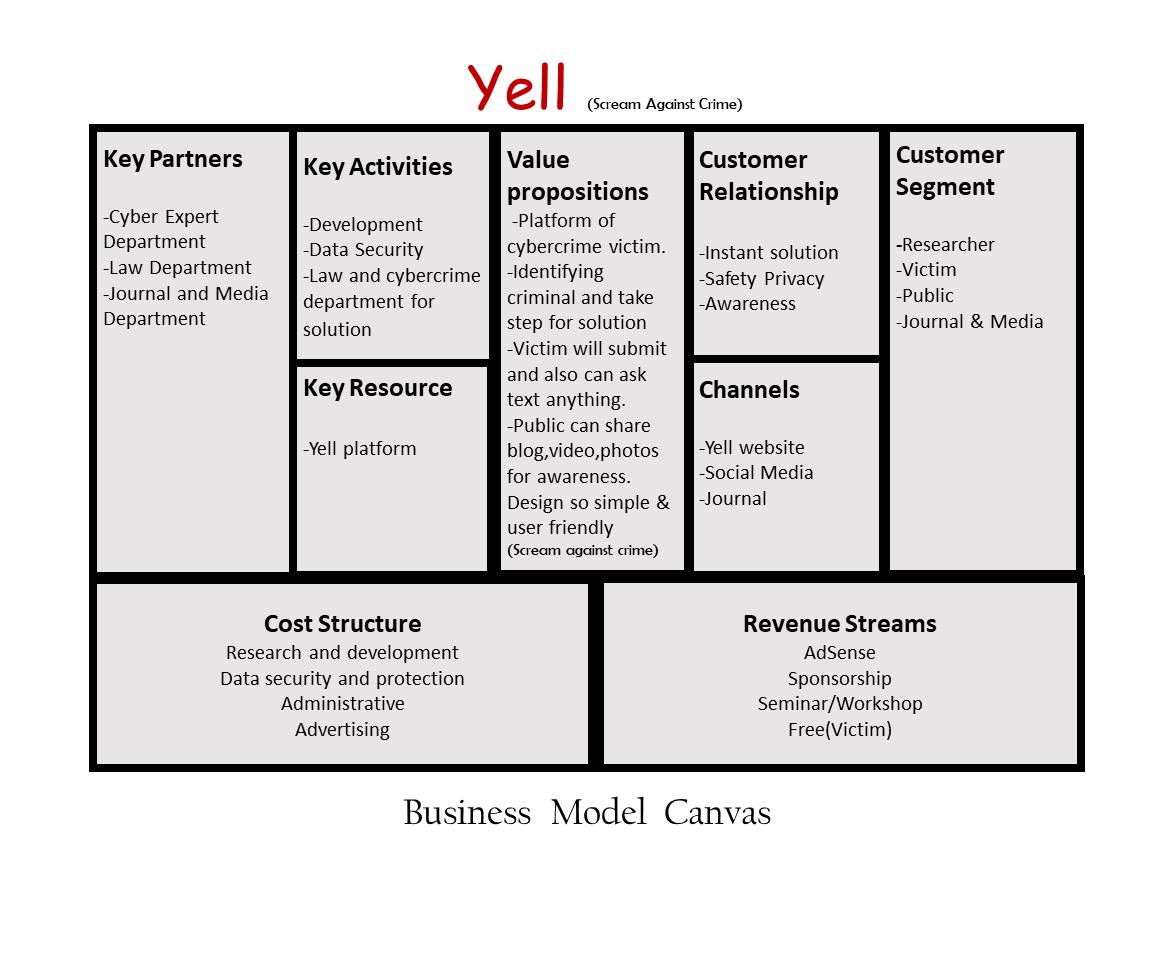 Yell (Scream Against Crime)
Key Partners
-Cyber Expert
Department
-Law Department
-Journal and Media
Department
Key Activities
-Development
-Data Security
-Law and cybercrime
department for
solution
Key Resource
-Yell platform
Value
propositions
-Platform of
cybercrime victim.
-Identifying
criminal and take
step for solution
-Victim will submit
and also can ask
text anything.
-Public can share
blog,video,photos
for awareness.
Design so simple &
user friendly
(Scream against crime)
Customer
Relationship
-Instant solution
-Safety Privacy
-Awareness
Channels
-Yell website
-Social Media
-Journal
Customer
Segment
-Researcher
-Victim
-Public
-Journal & Media
Cost Structure
Research and development
Data security and protection
Administrative
Advertising
Revenue Streams
AdSense
Sponsorship
Seminar/Workshop
Free(Victim)
Business Model Canvas